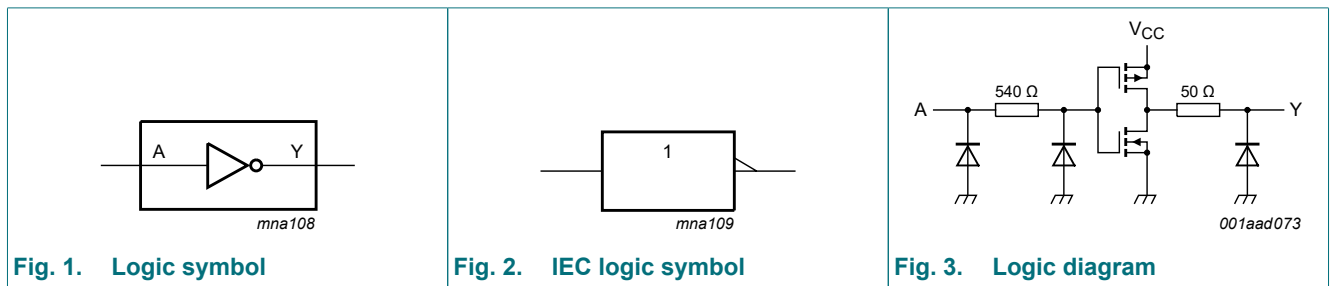 A Y
mna108
Fig. 1. Logic symbol
1
mna109
Fig. 2. IEC logic symbol
VCC
540 Ω
50 Ω
A
Y
001aad073
Fig. 3. Logic diagram